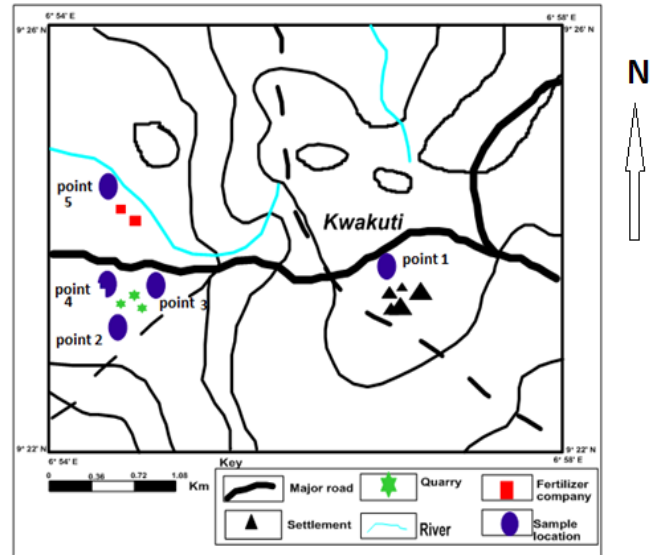 6° 54' E
6° 58' E
9° 26' N
9° 26' N
N
point
5
Kwakuti
point 1
point
4
point 3
point 2
9° 22' N
9° 22' N
6° 54' E
6° 58' E
Key
0 0.36 0.72 1.08
Km
Major road
Quarry
Fertilizer
company
Settlement
River
Sample
location